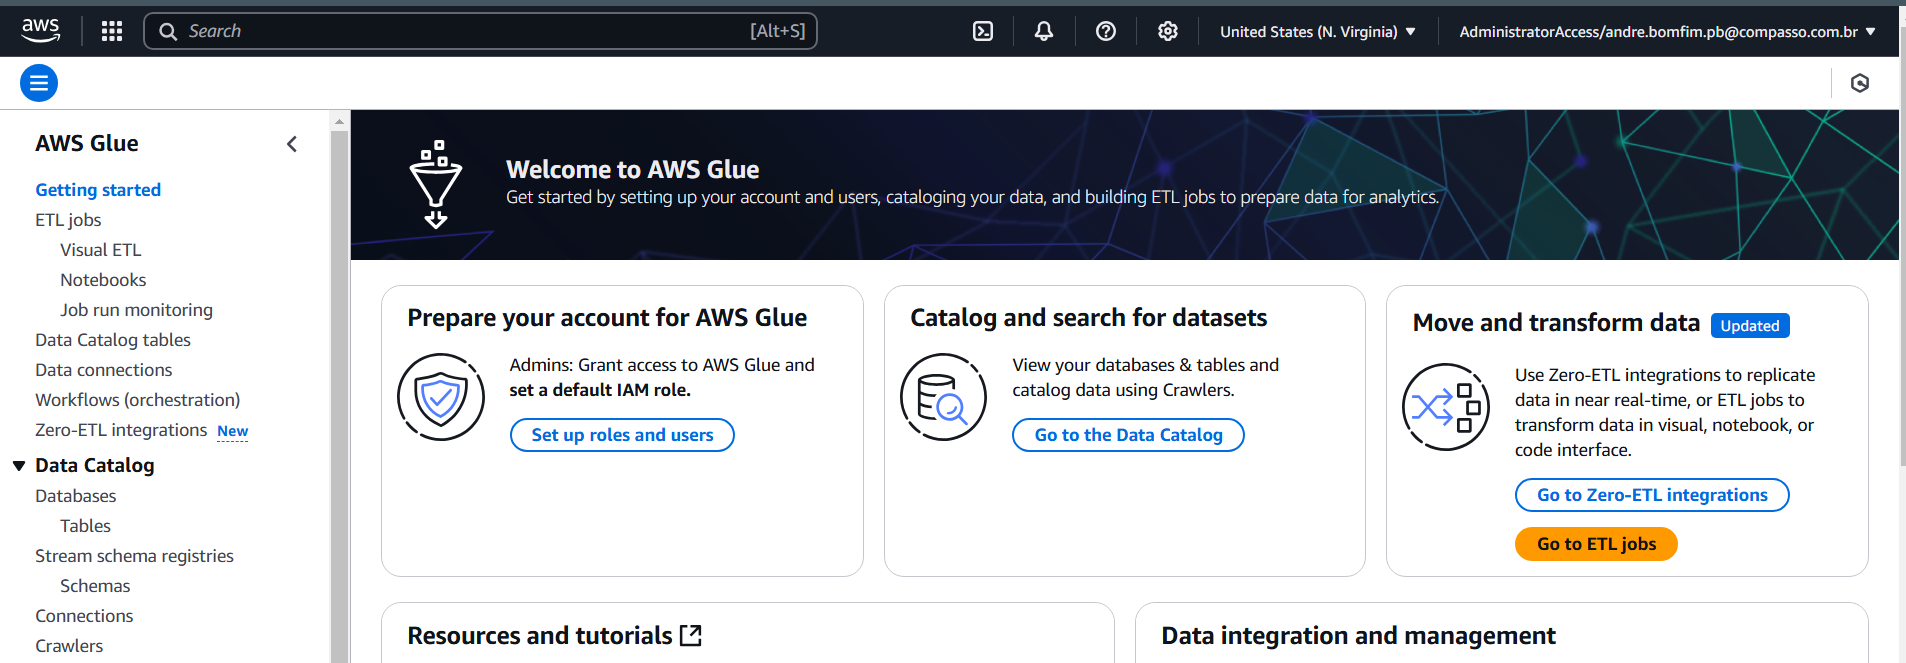 aws
Search
[Alt+S]
United States (N. Virginia)
AdministratorAccess/andre.bomfim.pb@compasso.com.br
AWS Glue
Getting started
ETL jobs
Visual ETL
Notebooks
Job run monitoring
Data Catalog tables
Data connections
Workflows (orchestration)
Zero-ETL integrations New
Data Catalog
Databases
Tables
Stream schema registries
Schemas
Connections
Crawlers
Welcome to AWS Glue
Get started by setting up your account and users, cataloging your data, and building ETL jobs to prepare data for analytics.
Prepare your account for AWS Glue
Admins: Grant access to AWS Glue and
set a default IAM role.
Set up roles and users
Catalog and search for datasets
View your databases & tables and
catalog data using Crawlers.
Go to the Data Catalog
Move and transform data Updated
Use Zero-ETL integrations to replicate
data in near real-time, or ETL jobs to
transform data in visual, notebook, or
code interface.
Go to Zero-ETL integrations
Go to ETL jobs
Resources and tutorials
Data integration and management